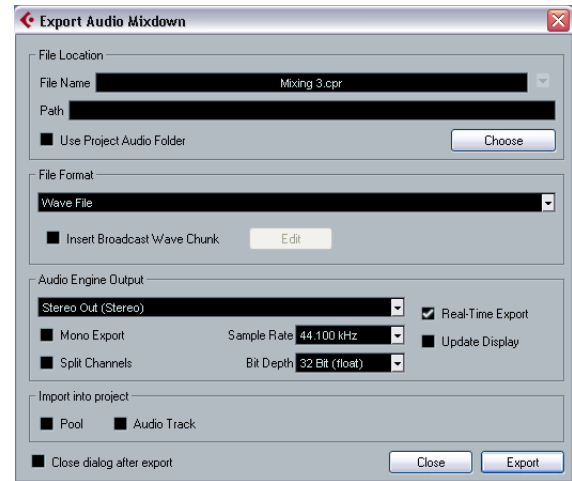 Export Audio Mixdown
File Location
File Name Mixing 3.cpr
Path
Use Project Audio Folder Choose
File Format
Wave File
Insert Broadcast Wave Chunk Edit
Audio Engine Output
Stereo Out (Stereo) Real-Time Export
Mono Export Sample Rate 44.100 kHz Update Display
Split Channels Bit Depth 32 Bit (float)
Import into project
Pool Audio Track
Close dialog after export Close Export